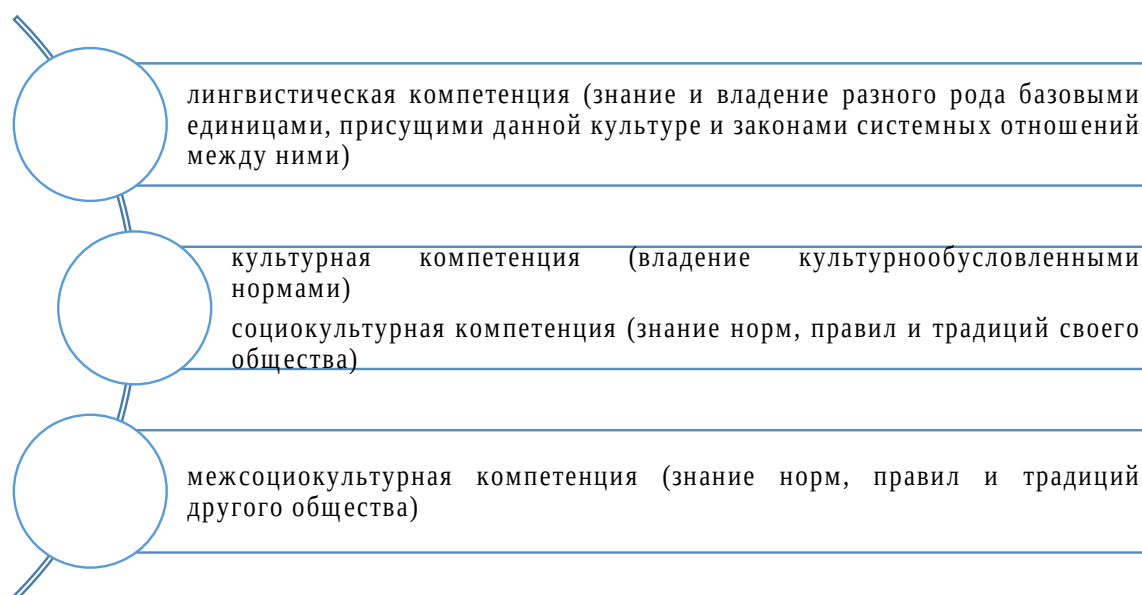 лингвистическая компетенция (знание и владение разного рода базовыми
единицами, присущими данной культуре и законами системных отношений
между ними)
культурная компетенция (владение культурнообусловленными
нормами)
социокультурная компетенция (знание норм, правил и традиций своего
общества)
межсоциокультурная компетенция (знание норм, правил и традиций
другого общества)